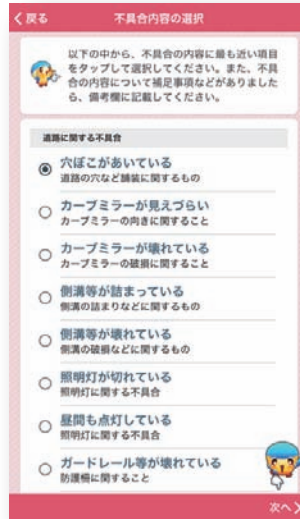 戻る
不具合内容の選択
以下の中から、不具合の内容に最も近い項目
をタップして選択してください。また、不具
合の内容について補足事項などがありました
ら、備考欄に記載してください。
道路に関する不具合
穴ぼこがあいている
道路の穴など舗装に関するもの
カーブミラーが見えづらい
カーブミラーの向きに関すること
カーブミラーが壊れている
カーブミラーの破損に関すること
側溝等が詰まっている
側溝の詰まりなどに関するもの
側溝等が壊れている
側溝の破損などに関するもの
照明灯が切れている
照明灯に関する不具合
昼間も点灯している
照明灯に関する不具合
ガードレール等が壊れている
防護柵に関すること
次へ